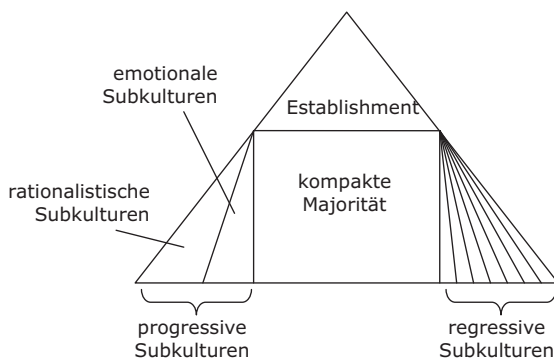 emotionale
Subkulturen
Establishment
rationalistische
Subkulturen
kompakte
Majorität
progressive
Subkulturen
regressive
Subkulturen